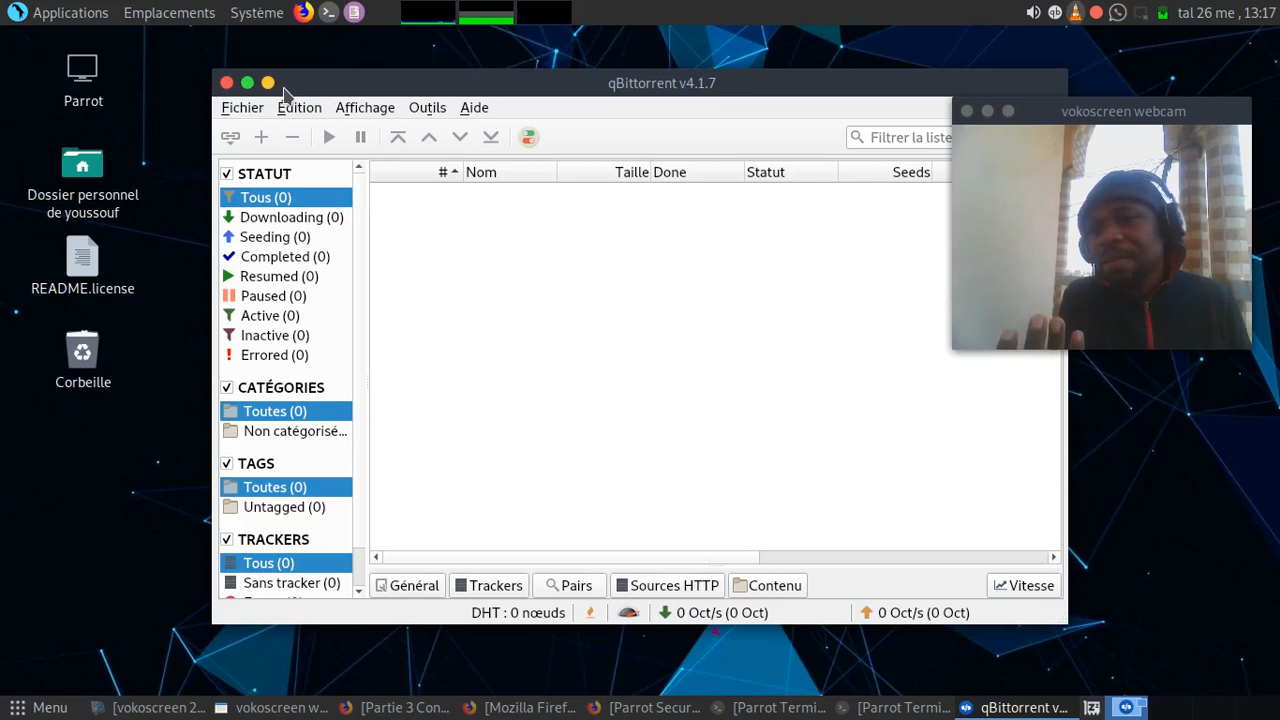 Applications Emplacements Système tal 26 me , 13:17
Parrot
Dossier personnel
de youssouf
README.license
Corbeille
qBittorrent v4.1.7
Fichier Édition Affichage Outils Aide
Filtrer la liste
vokoscreen webcam
# Nom Taille Done Statut Seeds
STATUT
Tous (0)
Downloading (0)
Seeding (0)
Completed (0)
Resumed (0)
Paused (0)
Active (0)
Inactive (0)
Errored (0)
CATÉGORIES
Toutes (0)
Non catégorisé...
TAGS
Toutes (0)
Untagged (0)
TRACKERS
Tous (0)
Sans tracker (0)
Général Trackers Pairs Sources HTTP Contenu Vitesse
DHT : 0 nœuds 0 Oct/s (0 Oct) 0 Oct/s (0 Oct)
Menu [vokoscreen 2... vokoscreen w... [Partie 3 Con... [Mozilla Firef... [Parrot Secur... [Parrot Termi... [Parrot Termi... qBittorrent v...